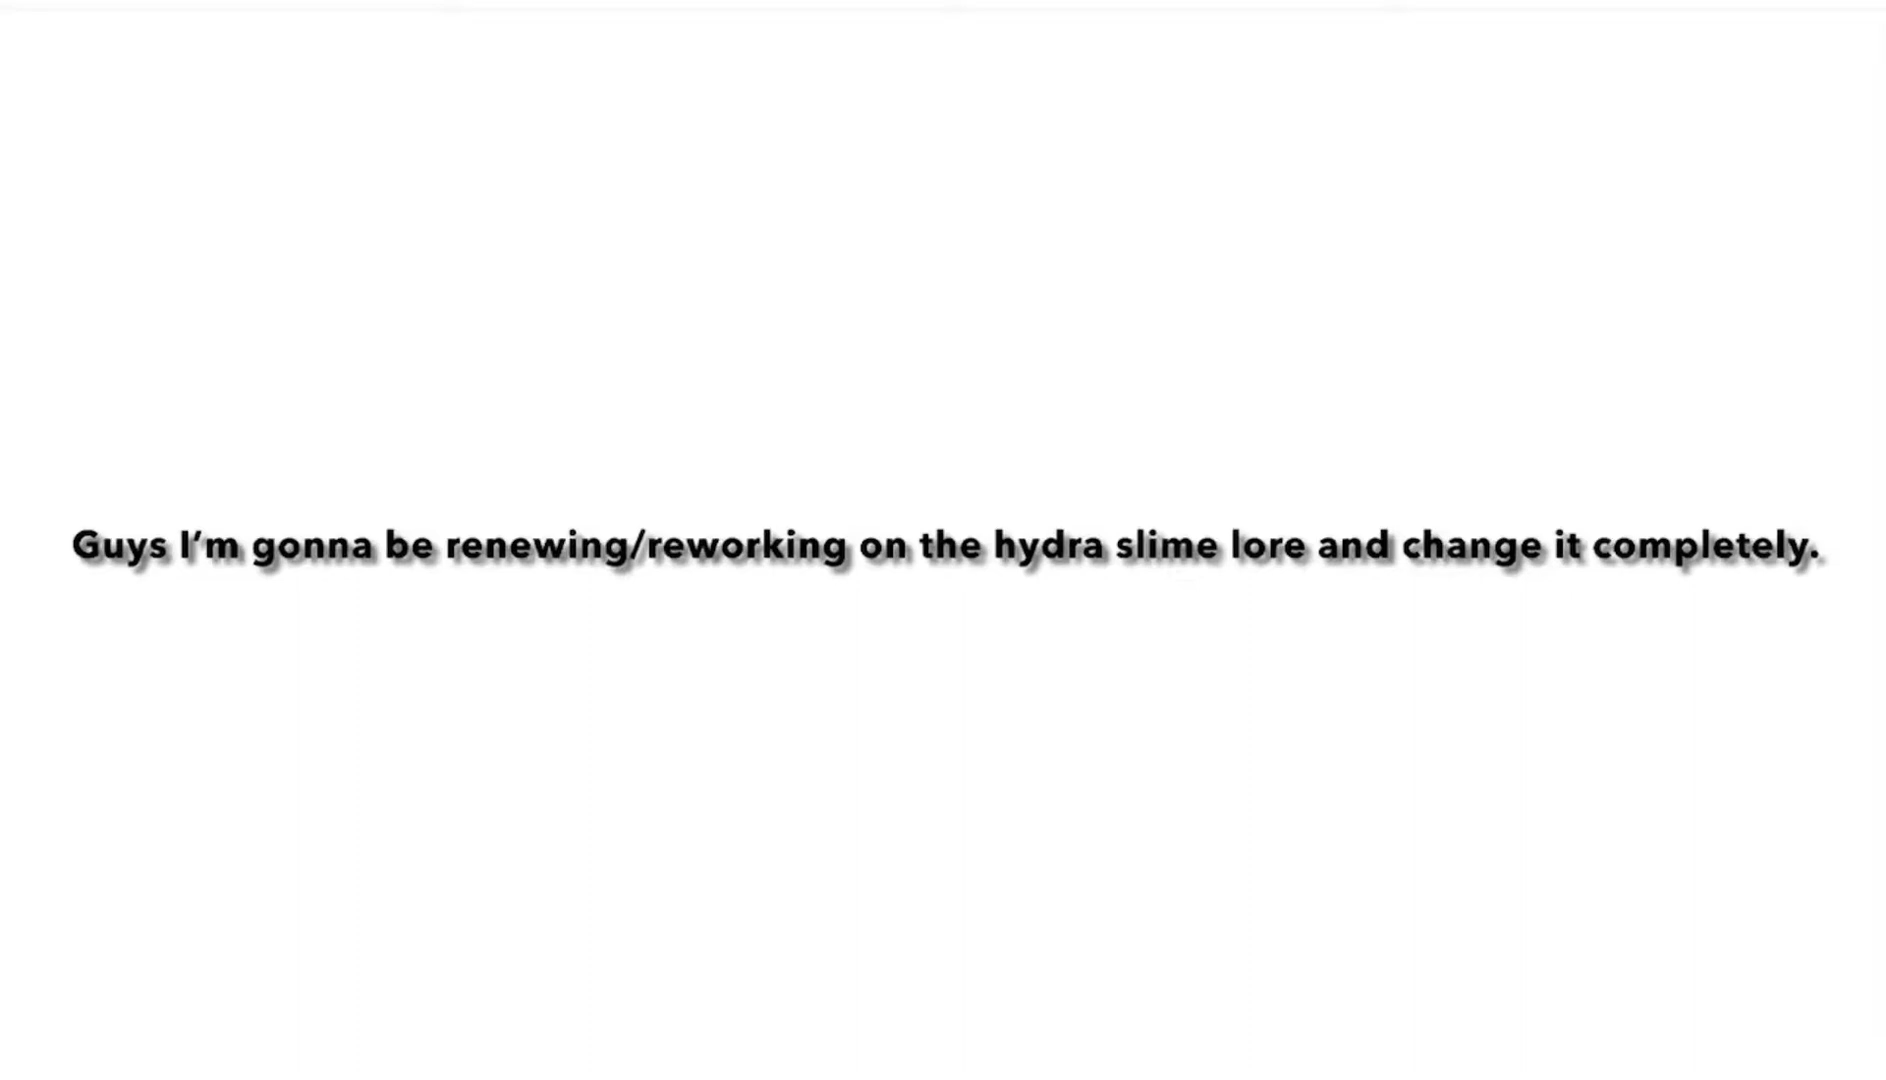 Guys I’m gonna be renewing/reworking on the hydra slime lore and change it completely.